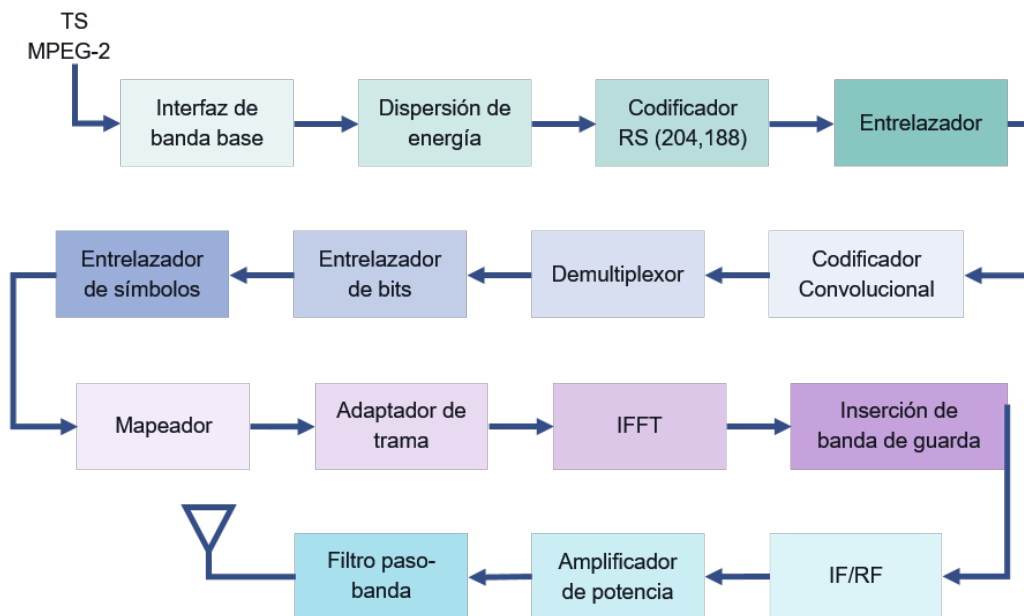 TS
MPEG-2
Interfaz de
banda base
Dispersión de
energía
Codificador
RS (204,188)
Entrelazador
Entrelazador
de símbolos
Entrelazador
de bits
Demultiplexor
Codificador
Convolucional
Mapeador
Adaptador de
trama
IFFT
Inserción de
banda de guarda
Filtro paso-
banda
Amplificador
de potencia
IF/RF